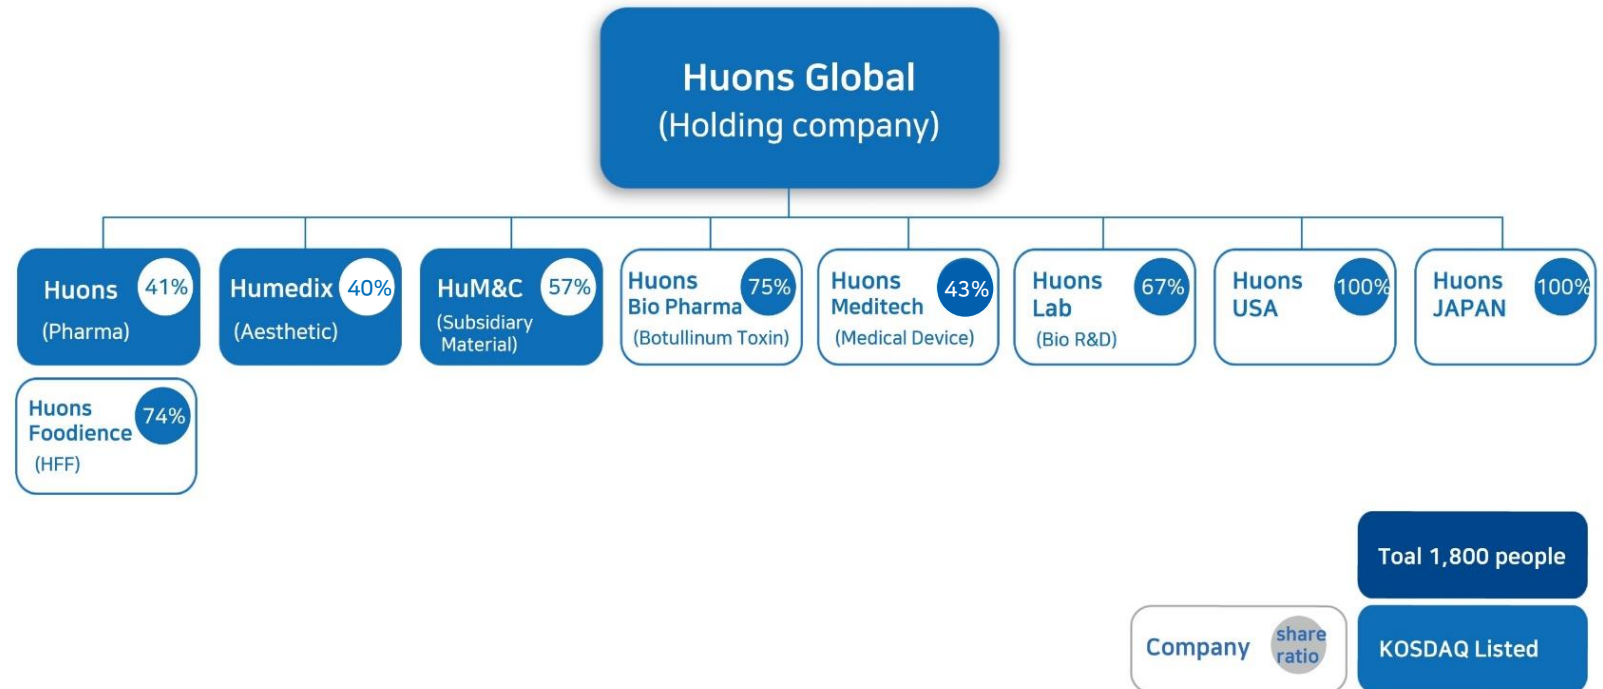 Huons Global
(Holding company)
Huons 41%
(Pharma)
Humedix 40%
(Aesthetic)
HuM&C 57%
(Subsidiary
Material)
Huons
Bio Pharma 75%
(Botullinum Toxin)
Huons
Meditech 43%
(Medical Device)
Huons
Lab 67%
(Bio R&D)
Huons
USA 100%
Huons
JAPAN 100%
Huons
Foodience 74%
(HFF)
Toal 1,800 people
Company share
ratio
KOSDAQ Listed